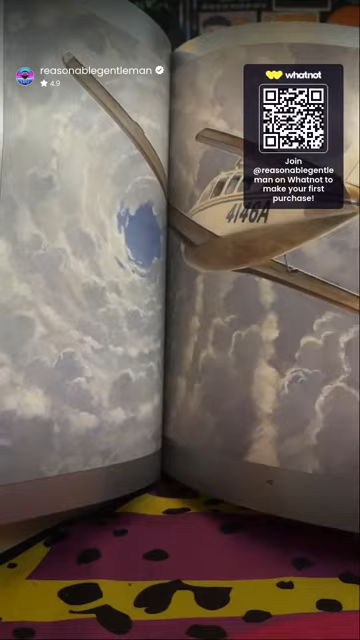 reasonablegentleman
4.9
whatnot
Join
@reasonablegentle
man on Whatnot to
make your first
purchase!
4146A